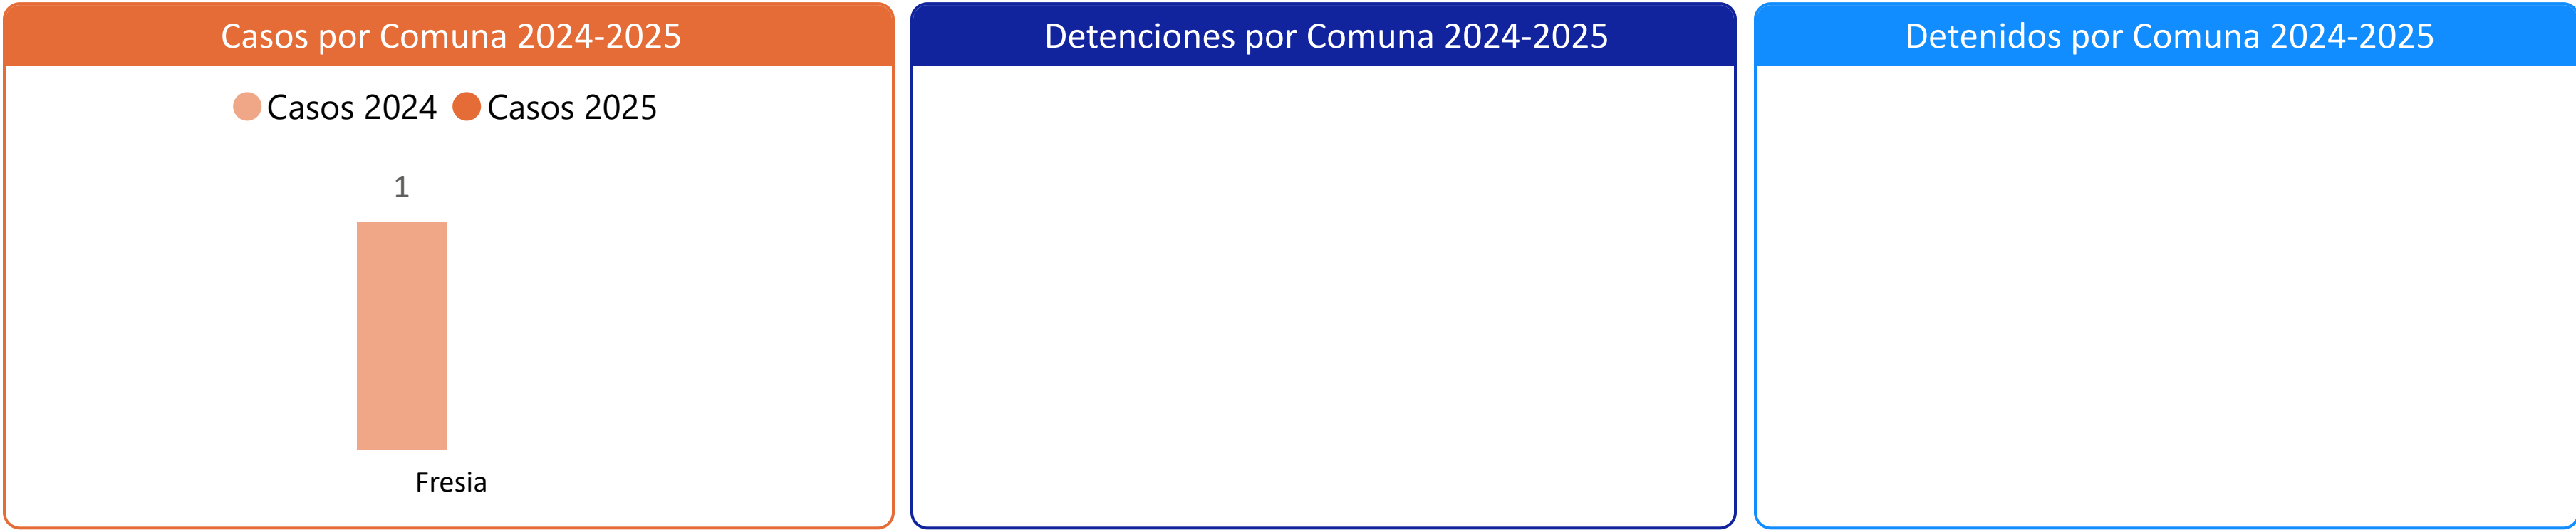 Casos por Comuna 2024-2025
Casos 2024 Casos 2025
1
Fresia
Detenciones por Comuna 2024-2025
Detenidos por Comuna 2024-2025